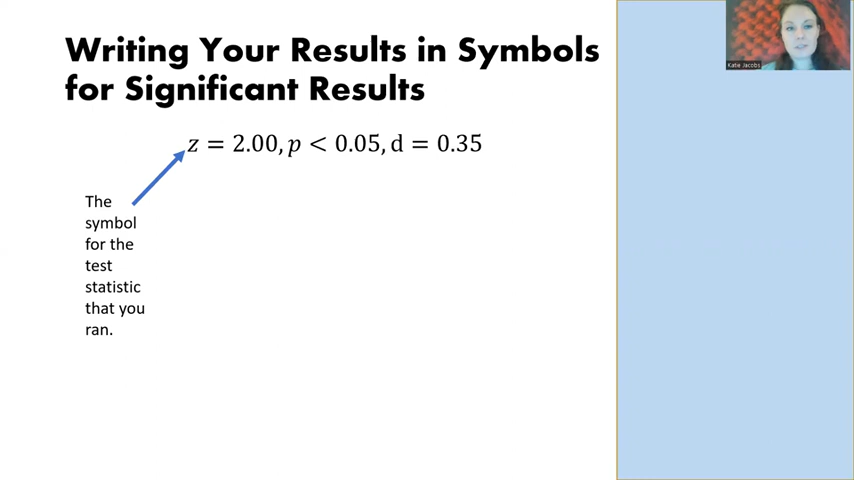 Writing Your Results in Symbols
for Significant Results
z = 2.00, p < 0.05, d = 0.35
The
symbol
for the
test
statistic
that you
ran.
Katie Jacobs